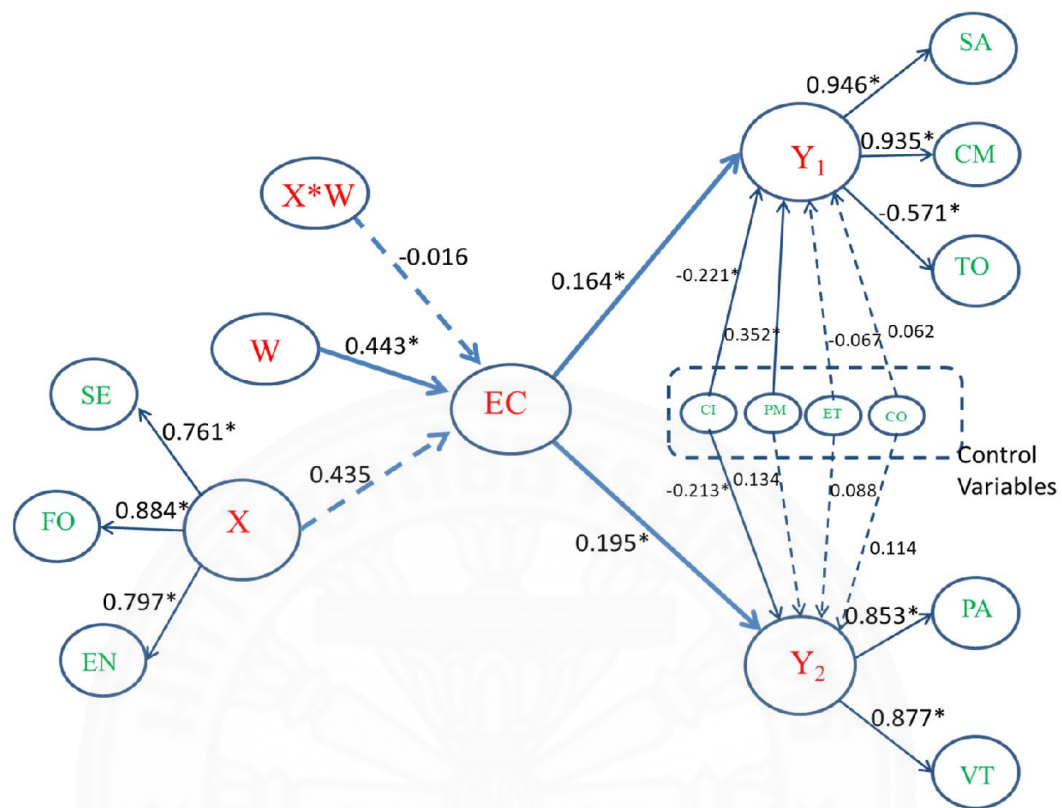 SA
0.946*
Y₁
0.935*
CM
X*W
-0.571*
-0.016
TO
0.164*
-0.221*
W
0.443*
0.352*
-0.067
0.062
SE
EC
CI
PM
ET
CO
0.761*
Control
Variables
0.435
-0.213*
0.134
0.088
FO
0.884*
X
0.195*
0.114
0.797*
0.853*
PA
EN
Y₂
0.877*
VT